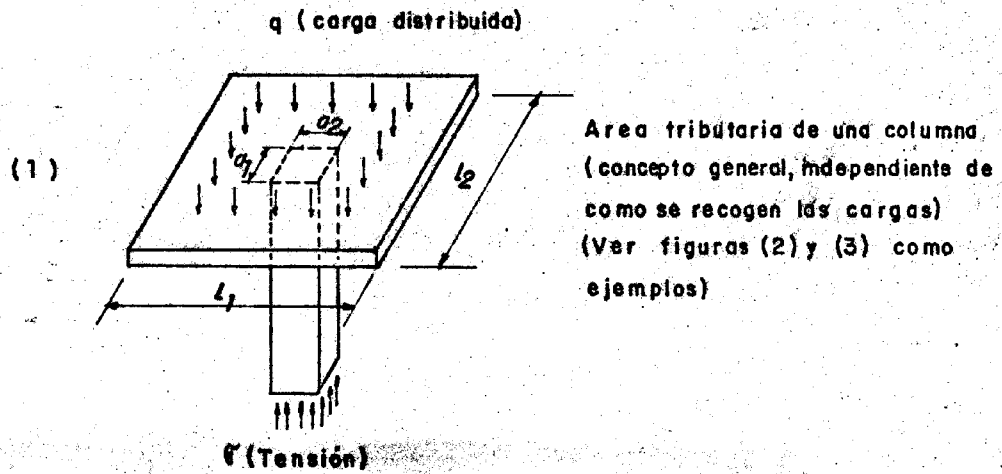 q (carga distribuida)
(1)
a2
a1
l2
Area tributaria de una columna
(concepto general, independiente de
como se recogen las cargas)
(Ver figuras (2) y (3) como
ejemplos)
L1
σ (Tensión)